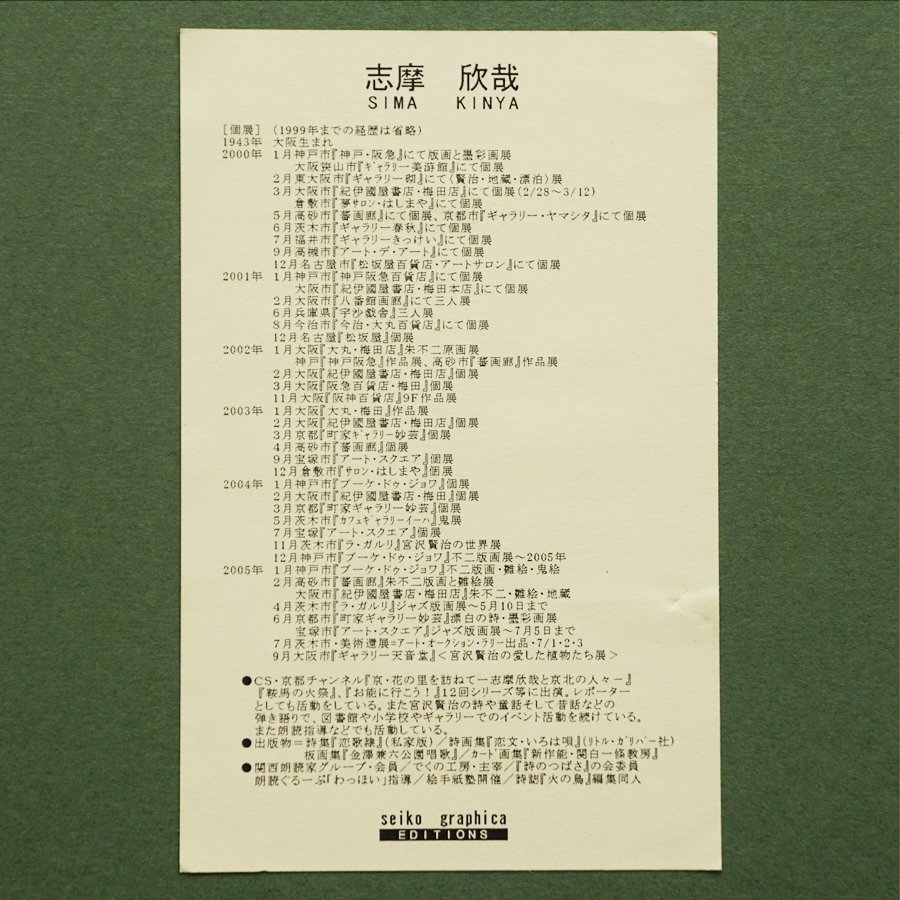 志摩　欣哉
SIMA　KINYA
[個展]　(1999年までの経歴は省略)
1943年　大阪生まれ
2000年　1月神戸市『神戸・阪急』にて版画と墨彩画展
大阪狭山市『ギャラリー美游館』にて個展
2月東大阪市『ギャラリー砌』にて(賢治・地蔵・漂泊)展
3月大阪市『紀伊國屋書店・梅田店』にて個展(2/28～3/12)
倉敷市『夢サロン・はしまや』にて個展
5月高砂市『蕃画廊』にて個展、京都市『ギャラリー・ヤマシタ』にて個展
6月茨木市『ギャラリー春秋』にて個展
7月福井市『ギャラリーきっけい』にて個展
9月高槻市『アート・デ・アート』にて個展
12月名古屋市『松坂屋百貨店・アートサロン』にて個展
2001年　1月神戸市『神戸阪急百貨店』にて個展
大阪市『紀伊國屋書店・梅田本店』にて個展
2月大阪市『八番館画廊』にて三人展
6月兵庫県『宇沙戯舎』三人展
8月今治市『今治・大丸百貨店』にて個展
12月名古屋『松坂屋』個展
2002年　1月大阪『大丸・梅田店』朱不二原画展
神戸『神戸阪急』作品展、高砂市『蕃画廊』作品展
2月大阪『紀伊國屋書店・梅田店』個展
3月大阪『阪急百貨店・梅田』個展
11月大阪『阪神百貨店』9F作品展
2003年　1月大阪『大丸・梅田』作品展
2月大阪『紀伊國屋書店・梅田店』個展
3月京都『町家ギャラリー妙芸』個展
4月高砂市『蕃画廊』個展
9月宝塚市『アート・スクエア』個展
12月倉敷市『サロン・はしまや』個展
2004年　1月神戸市『ブーケ・ドゥ・ジョワ』個展
2月大阪市『紀伊國屋書店・梅田』個展
3月京都『町家ギャラリー妙芸』個展
5月茨木市『カフェギャラリーイーハ』鬼展
7月宝塚『アート・スクエア』個展
11月茨木市『ラ・ガルリ』宮沢賢治の世界展
12月神戸市『ブーケ・ドゥ・ジョワ』不二版画展～2005年
2005年　1月神戸市『ブーケ・ドゥ・ジョワ』不二版画・雛絵・鬼絵
2月高砂市『蕃画廊』朱不二版画と雛絵展
大阪市『紀伊國屋書店・梅田店』朱不二・雛絵・地蔵
4月茨木市『ラ・ガルリ』ジャズ版画展～5月10日まで
6月京都市『町家ギャラリー妙芸』漂白の詩・墨彩画展
宝塚市『アート・スクエア』ジャズ版画展～7月5日まで
7月茨木市・美術還展=アート・オークション・ラリー出品・7/1・2・3
9月大阪市『ギャラリー天音堂』＜宮沢賢治の愛した植物たち展＞
●CS・京都チャンネル『京・花の里を訪ねて－志摩欣哉と京北の人々－』
『鞍馬の火祭』、『お能に行こう！』12回シリーズ等に出演。レポーター
としても活動をしている。また宮沢賢治の詩や童話そして昔話などの
弾き語りで、図書館や小学校やギャラリーでのイベント活動を続けている。
また朗読指導などでも活動している。
●出版物＝詩集『恋歌隷』(私家版)／詩画集『恋文・いろは唄』(リトル・ガリバー社)
板画集『金澤兼六公園唱歌』／カード画集『新作能・関白一條教房』
●関西朗読家グループ・会員／でくの工房・主宰／『詩のつばさ』の会委員
朗読ぐるーぷ「わっほい」指導／絵手紙塾開催／詩誌『火の鳥』編集同人
seiko　graphica
EDITIONS